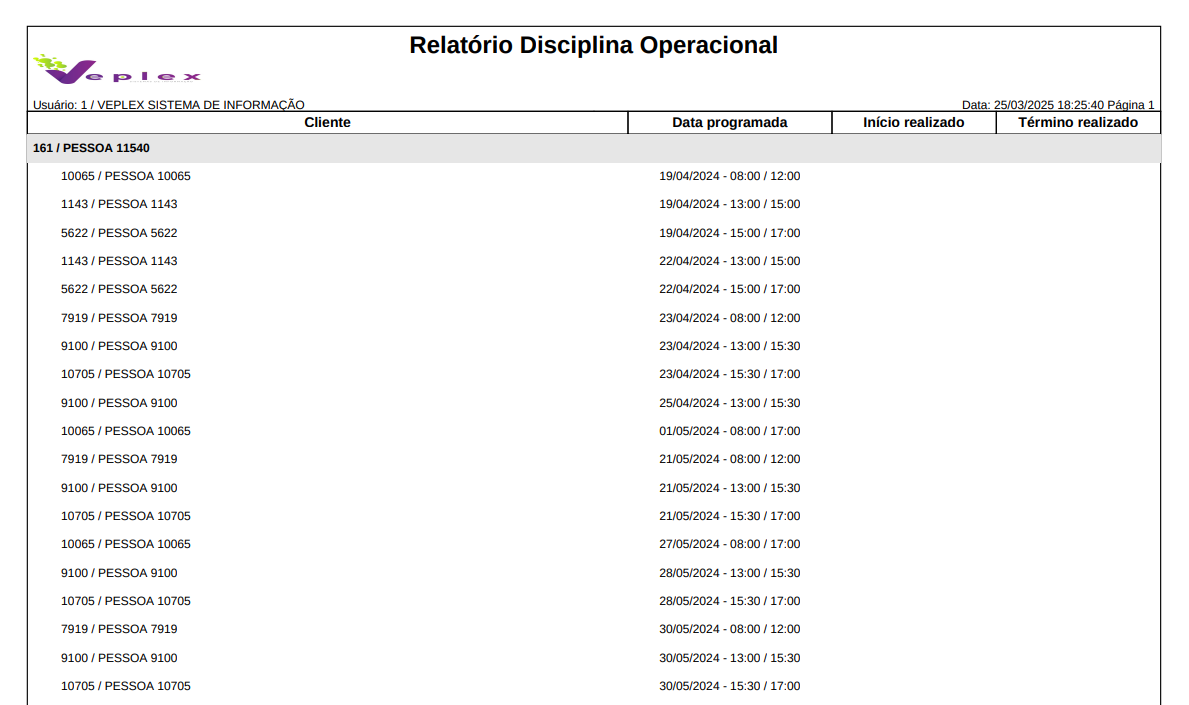 Relatório Disciplina Operacional
veplex
Usuário: 1 / VEPLEX SISTEMA DE INFORMAÇÃO Data: 25/03/2025 18:25:40 Página 1
Cliente Data programada Início realizado Término realizado
161 / PESSOA 11540
10065 / PESSOA 10065 19/04/2024 - 08:00 / 12:00
1143 / PESSOA 1143 19/04/2024 - 13:00 / 15:00
5622 / PESSOA 5622 19/04/2024 - 15:00 / 17:00
1143 / PESSOA 1143 22/04/2024 - 13:00 / 15:00
5622 / PESSOA 5622 22/04/2024 - 15:00 / 17:00
7919 / PESSOA 7919 23/04/2024 - 08:00 / 12:00
9100 / PESSOA 9100 23/04/2024 - 13:00 / 15:30
10705 / PESSOA 10705 23/04/2024 - 15:30 / 17:00
9100 / PESSOA 9100 25/04/2024 - 13:00 / 15:30
10065 / PESSOA 10065 01/05/2024 - 08:00 / 17:00
7919 / PESSOA 7919 21/05/2024 - 08:00 / 12:00
9100 / PESSOA 9100 21/05/2024 - 13:00 / 15:30
10705 / PESSOA 10705 21/05/2024 - 15:30 / 17:00
10065 / PESSOA 10065 27/05/2024 - 08:00 / 17:00
9100 / PESSOA 9100 28/05/2024 - 13:00 / 15:30
10705 / PESSOA 10705 28/05/2024 - 15:30 / 17:00
7919 / PESSOA 7919 30/05/2024 - 08:00 / 12:00
9100 / PESSOA 9100 30/05/2024 - 13:00 / 15:30
10705 / PESSOA 10705 30/05/2024 - 15:30 / 17:00